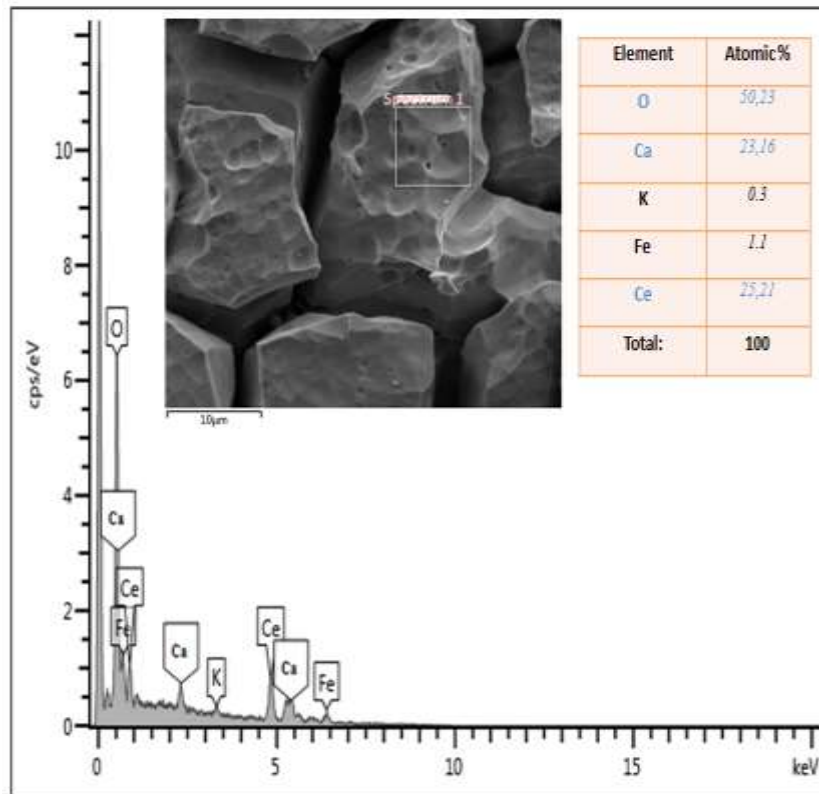 Spectrum 1
10µm
Element Atomic%
O 50,23
Ca 23,16
K 0.3
Fe 1.1
Ce 25,21
Total: 100
cps/eV
10
8
6
4
2
0
O
Ca
Ce
Fe
Ca
K
Ce
Ca
Fe
0 5 10 15 keV